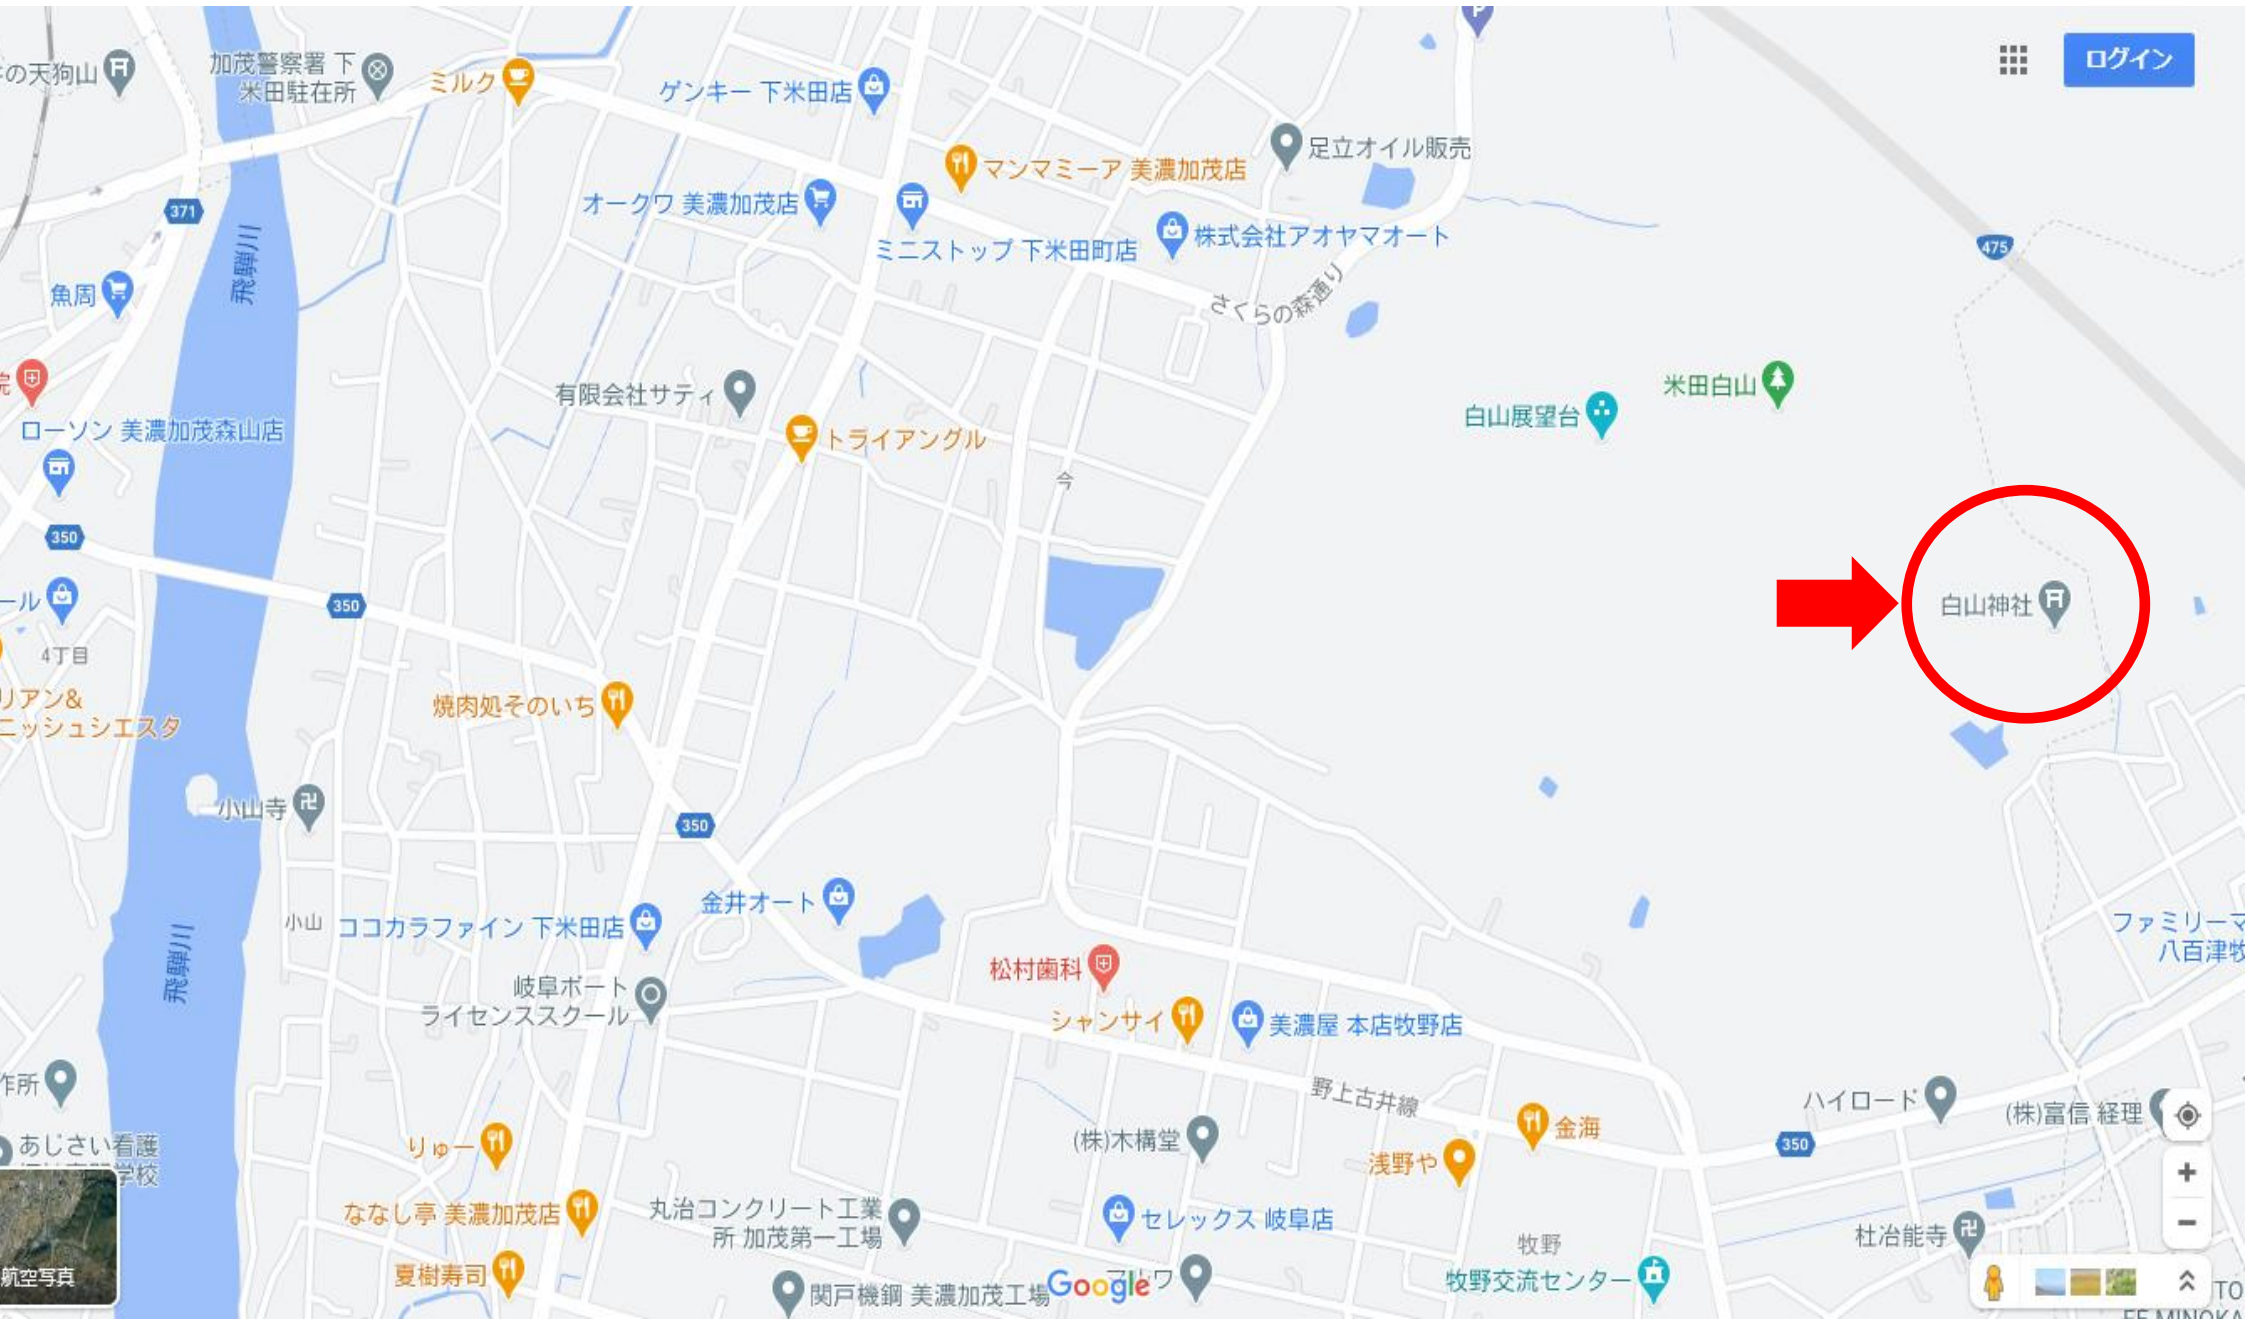 の天狗山
加茂警察署 下
米田駐在所
ミルク
ゲンキー 下米田店
P
ログイン
足立オイル販売
マンマミーア 美濃加茂店
オークワ 美濃加茂店
371
ミニストップ 下米田町店
株式会社アオヤマオート
475
飛騨川
魚周
さくらの森通り
院
有限会社サティ
米田白山
白山展望台
ローソン 美濃加茂森山店
トライアングル
今
350
350
白山神社
ール
4丁目
リアン&
ニッシュシエスタ
焼肉処そのいち
小山寺
350
金井オート
小山
ココカラファイン 下米田店
ファミリーマ
八百津牧
飛騨川
松村歯科
岐阜ボート
ライセンススクール
シャンサイ
美濃屋 本店牧野店
作所
野上古井線
ハイロード
(株)富信 経理
金海
(株)木構堂
350
りゅー
浅野や
あじさい看護
学校
ななし亭 美濃加茂店
丸治コンクリート工業
所 加茂第一工場
セレックス 岐阜店
牧野
杜冶能寺
航空写真
夏樹寿司
関戸機鋼 美濃加茂工場
Google
ワ
牧野交流センター
TO